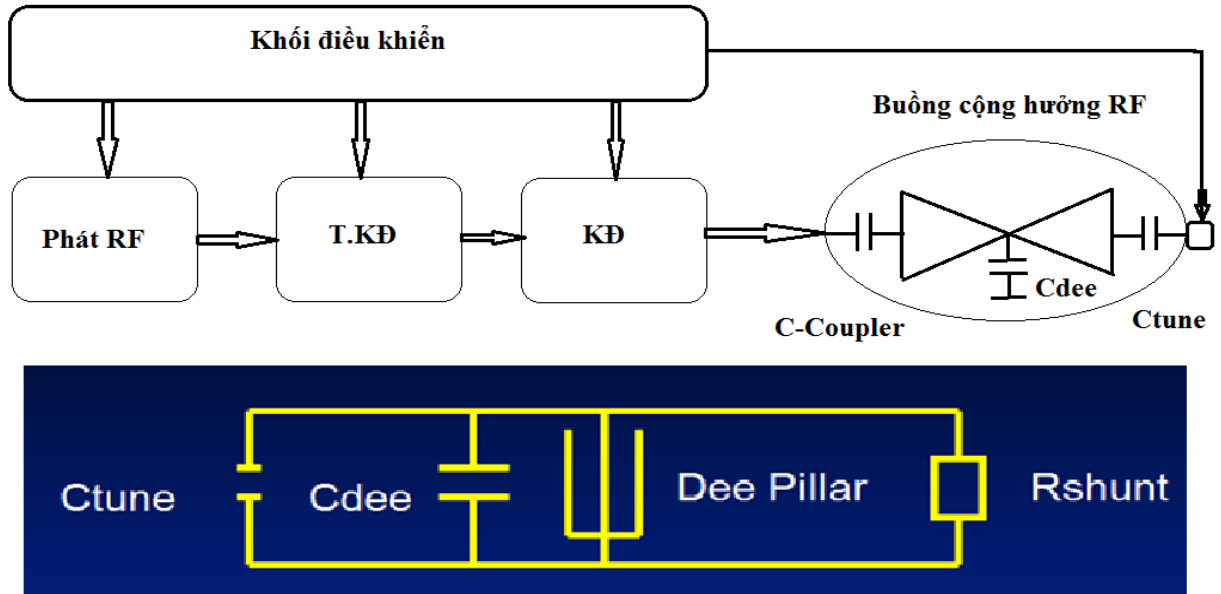 Khối điều khiển
Buồng cộng hưởng RF
Phát RF
T.KĐ
KĐ
Cdee
C-Coupler
Ctune
Ctune
Cdee
Dee Pillar
Rshunt